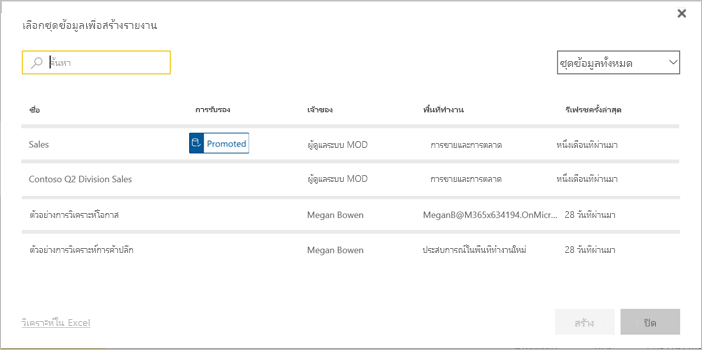 เลือกชุดข้อมูลเพื่อสร้างรายงาน
ค้นหา
ชุดข้อมูลทั้งหมด
ชื่อ การรับรอง เจ้าของ พื้นที่ทำงาน รีเฟรชครั้งล่าสุด
Sales Promoted ผู้ดูแลระบบ MOD การขายและการตลาด หนึ่งเดือนที่ผ่านมา
Contoso Q2 Division Sales ผู้ดูแลระบบ MOD การขายและการตลาด หนึ่งเดือนที่ผ่านมา
ตัวอย่างการวิเคราะห์โอกาส Megan Bowen MeganB@M365x634194.OnMicr... 28 วันที่ผ่านมา
ตัวอย่างการวิเคราะห์การค้าปลีก Megan Bowen ประสบการณ์ในพื้นที่ทำงานใหม่ 28 วันที่ผ่านมา
วิเคราะห์ใน Excel สร้าง ปิด